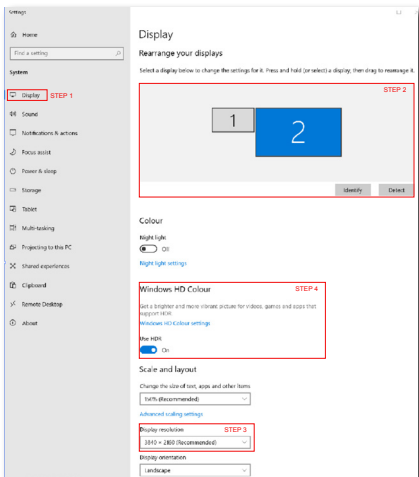 Settings
Home
Find a setting
System
Display STEP 1
Sound
Notifications & actions
Focus assist
Power & sleep
Storage
Tablet
Multi-tasking
Projecting to this PC
Shared experiences
Clipboard
Remote Desktop
About
Display
Rearrange your displays
Select a display below to change the settings for it. Press and hold (or select) a display, then drag to rearrange it.
STEP 2
1
2
Identify Detect
Colour
Night light
Off
Night light settings
Windows HD Colour STEP 4
Get a brighter and more vibrant picture for videos, games and apps that
support HDR.
Windows HD Colour settings
Use HDR
On
Scale and layout
Change the size of text, apps and other items
150% (Recommended)
Advanced scaling settings
Display resolution STEP 3
3840 × 2160 (Recommended)
Display orientation
Landscape